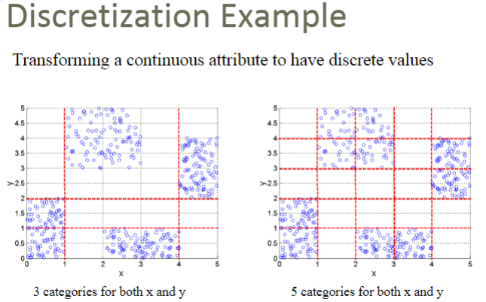 Discretization Example
Transforming a continuous attribute to have discrete values
5
4.5
4
3.5
3
2.5
2
1.5
1
0.5
0
y
0 1 2 3 4 5
x
3 categories for both x and y
5
4.5
4
3.5
3
2.5
2
1.5
1
0.5
0
y
0 1 2 3 4 5
x
5 categories for both x and y